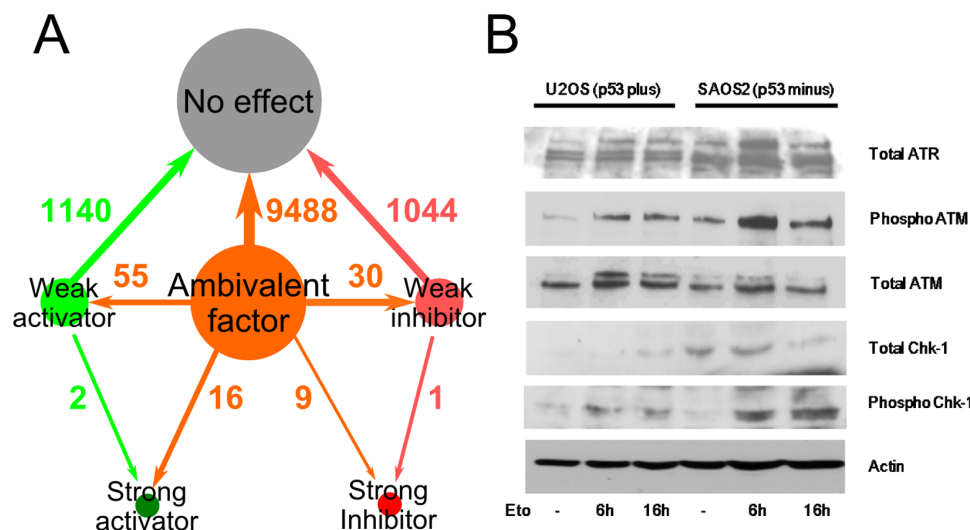 A
No effect
1140
9488
1044
55
30
Weak
activator
Ambivalent
factor
Weak
inhibitor
2
16
9
1
Strong
activator
Strong
Inhibitor
B
U2OS (p53 plus)
SAOS2 (p53 minus)
Total ATR
Phospho ATM
Total ATM
Total Chk-1
Phospho Chk-1
Actin
Eto - 6h 16h - 6h 16h